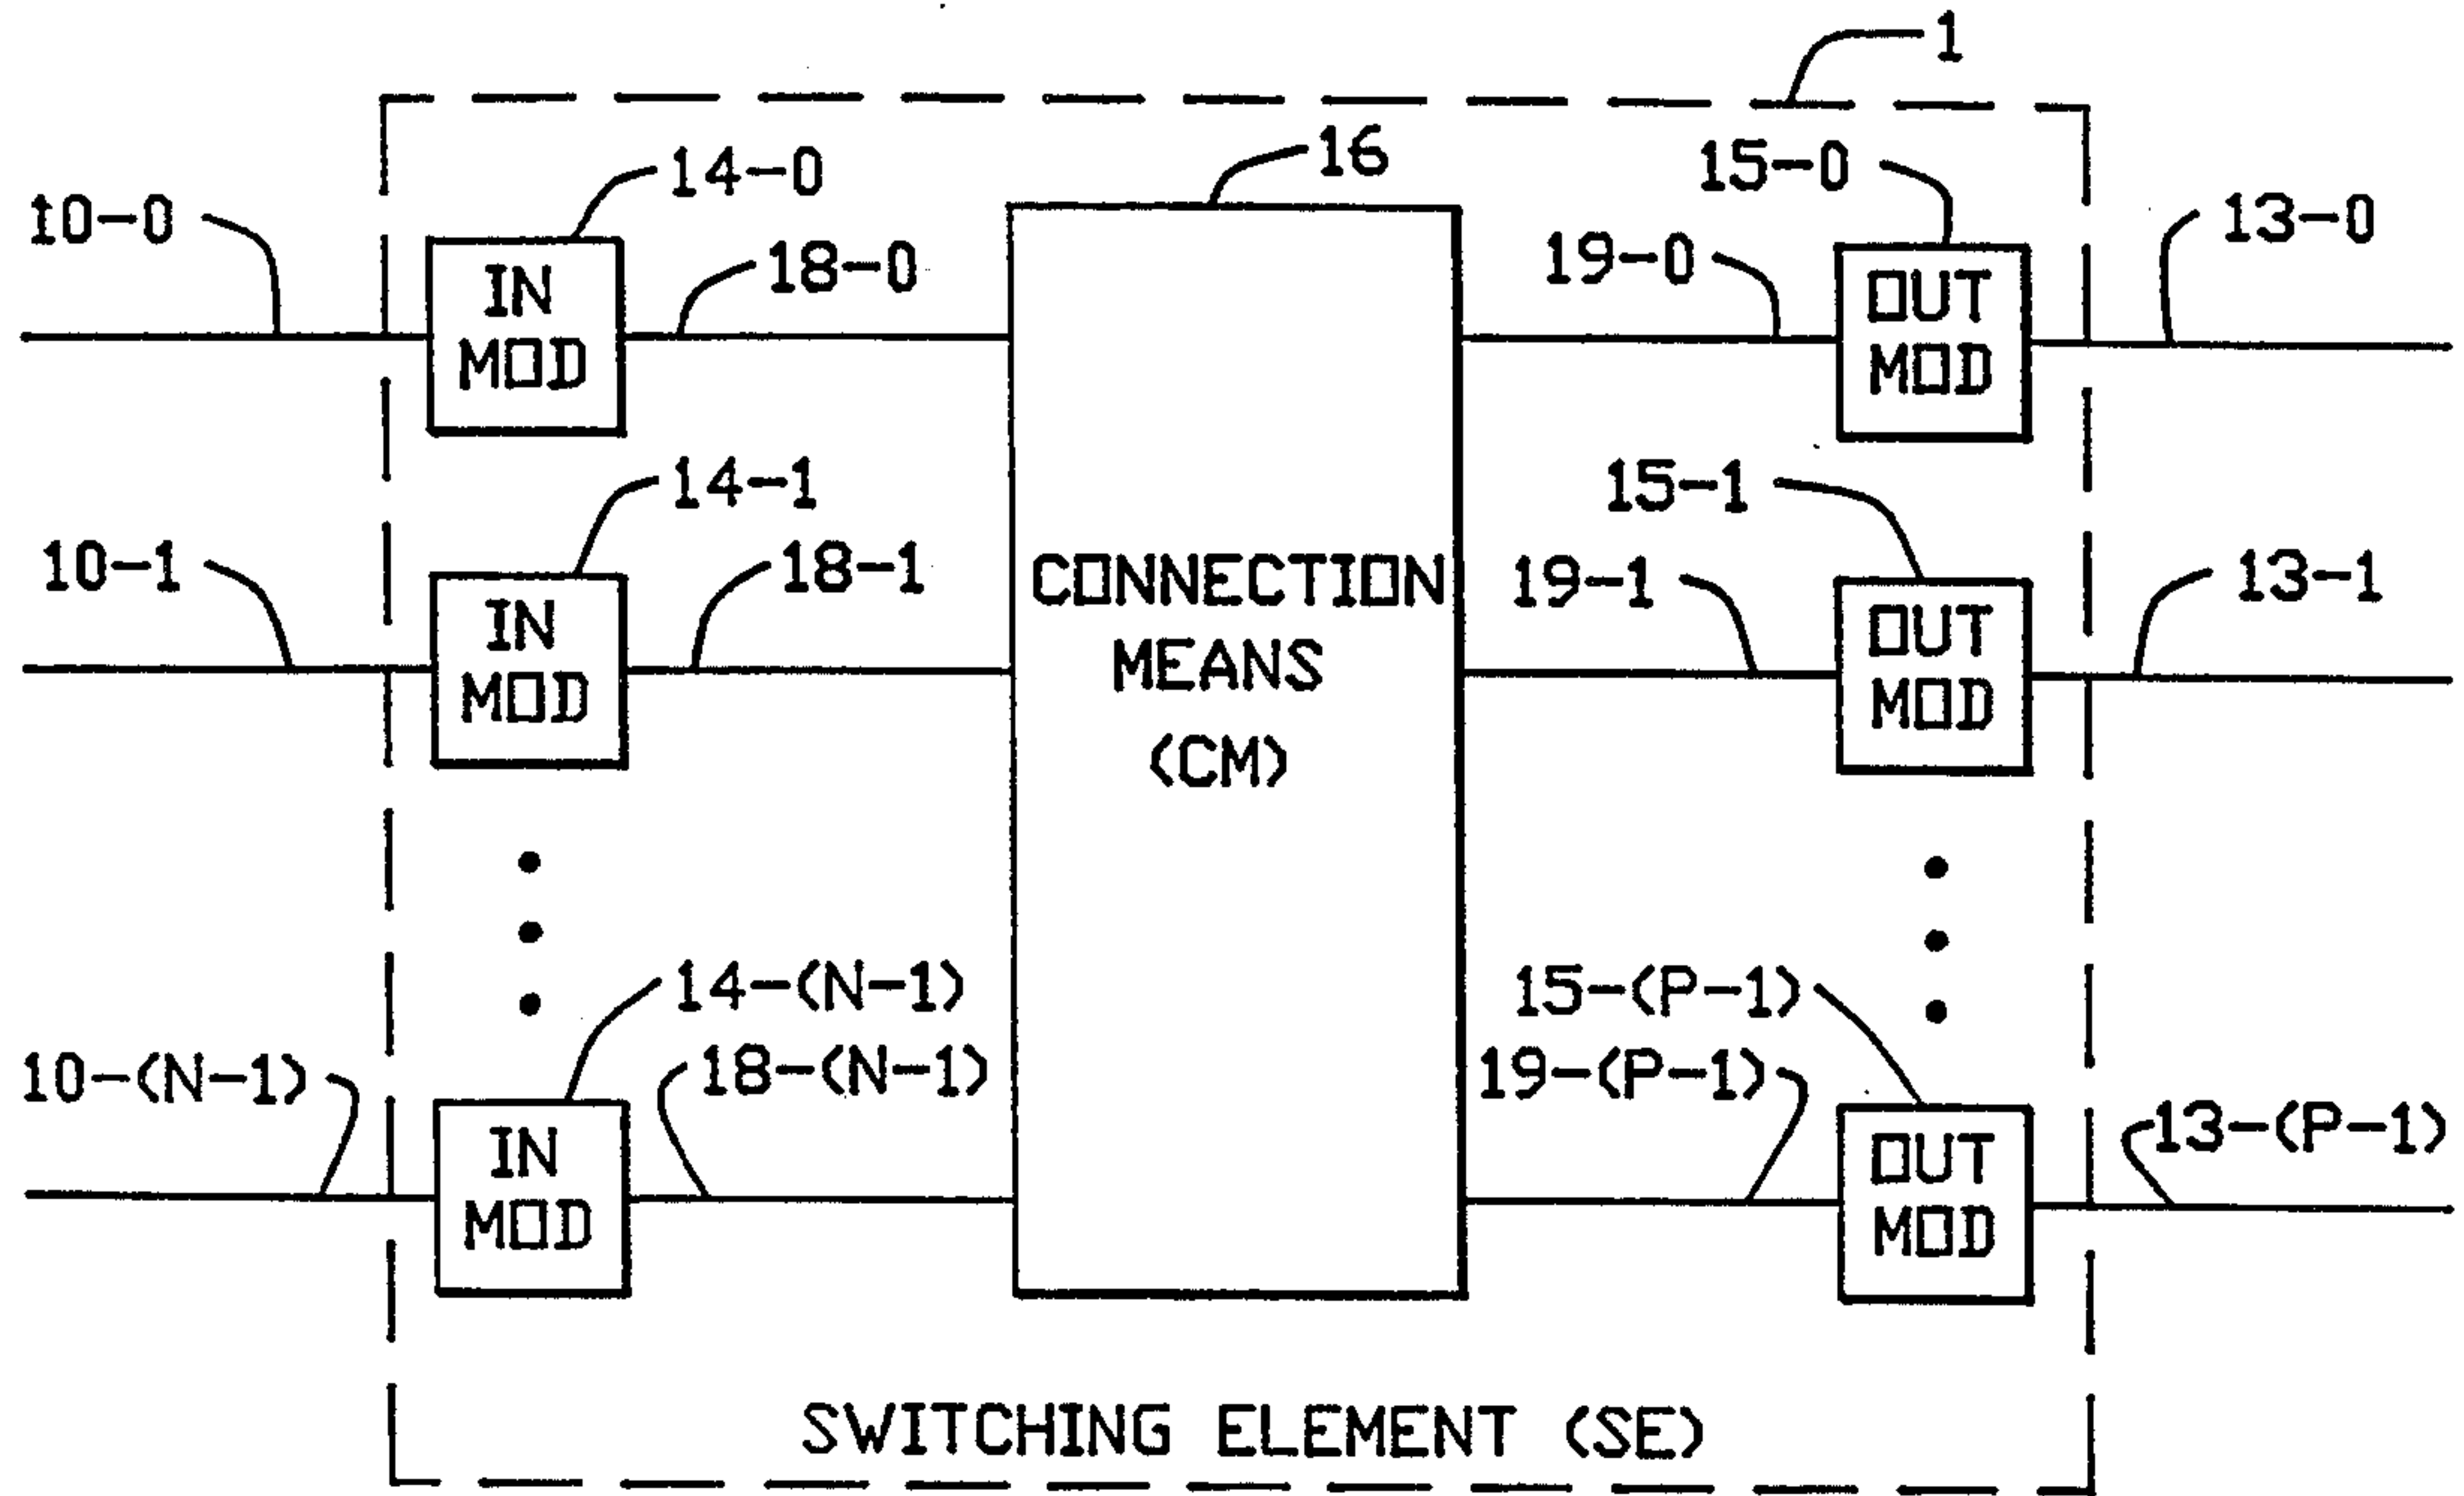 1
16
14-0
15-0
10-0
13-0
18-0
19-0
IN
MOD
OUT
MOD
14-1
15-1
10-1
18-1
19-1
13-1
IN
MOD
CONNECTION
MEANS
(CM)
OUT
MOD
14-(N-1)
15-(P-1)
10-(N-1)
18-(N-1)
19-(P-1)
13-(P-1)
IN
MOD
OUT
MOD
SWITCHING ELEMENT (SE)